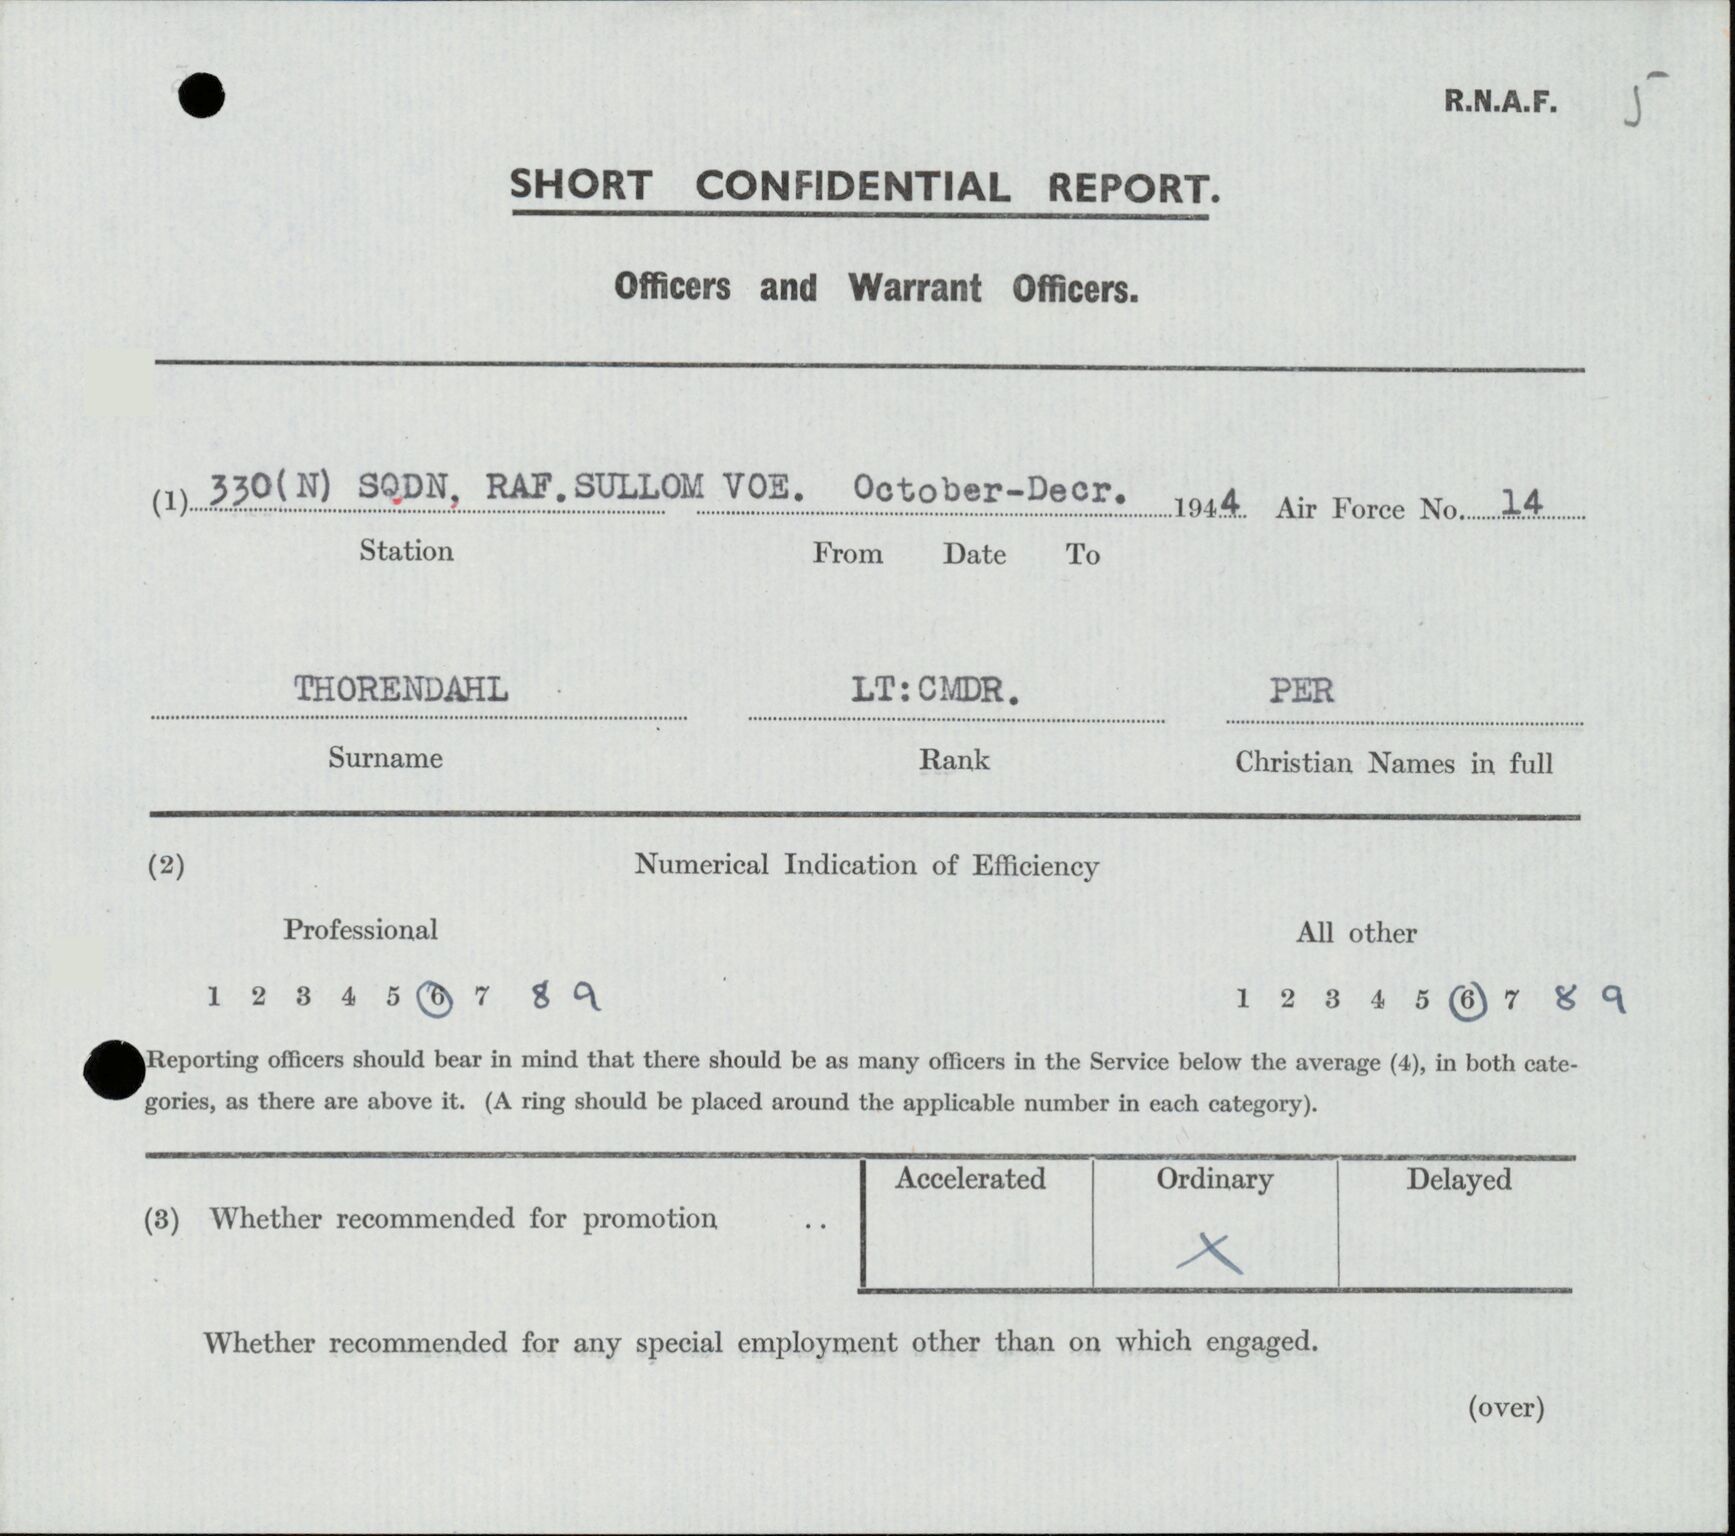 R.N.A.F. 5
SHORT CONFIDENTIAL REPORT.
Officers and Warrant Officers.
(1) 330(N) SQDN, RAF.SULLOM VOE. October-Decr. 1944 Air Force No. 14
Station From Date To
THORENDAHL LT:CMDR. PER
Surname Rank Christian Names in full
(2) Numerical Indication of Efficiency
Professional All other
1 2 3 4 5 6 7 8 9 1 2 3 4 5 6 7 8 9
Reporting officers should bear in mind that there should be as many officers in the Service below the average (4), in both cate-
gories, as there are above it. (A ring should be placed around the applicable number in each category).
Accelerated Ordinary Delayed
(3) Whether recommended for promotion ..
X
Whether recommended for any special employment other than on which engaged.
(over)